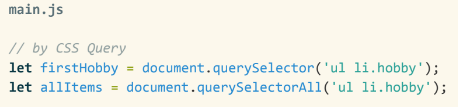 main.js
// by CSS Query
let firstHobby = document.querySelector('ul li.hobby');
let allItems = document.querySelectorAll('ul li.hobby');